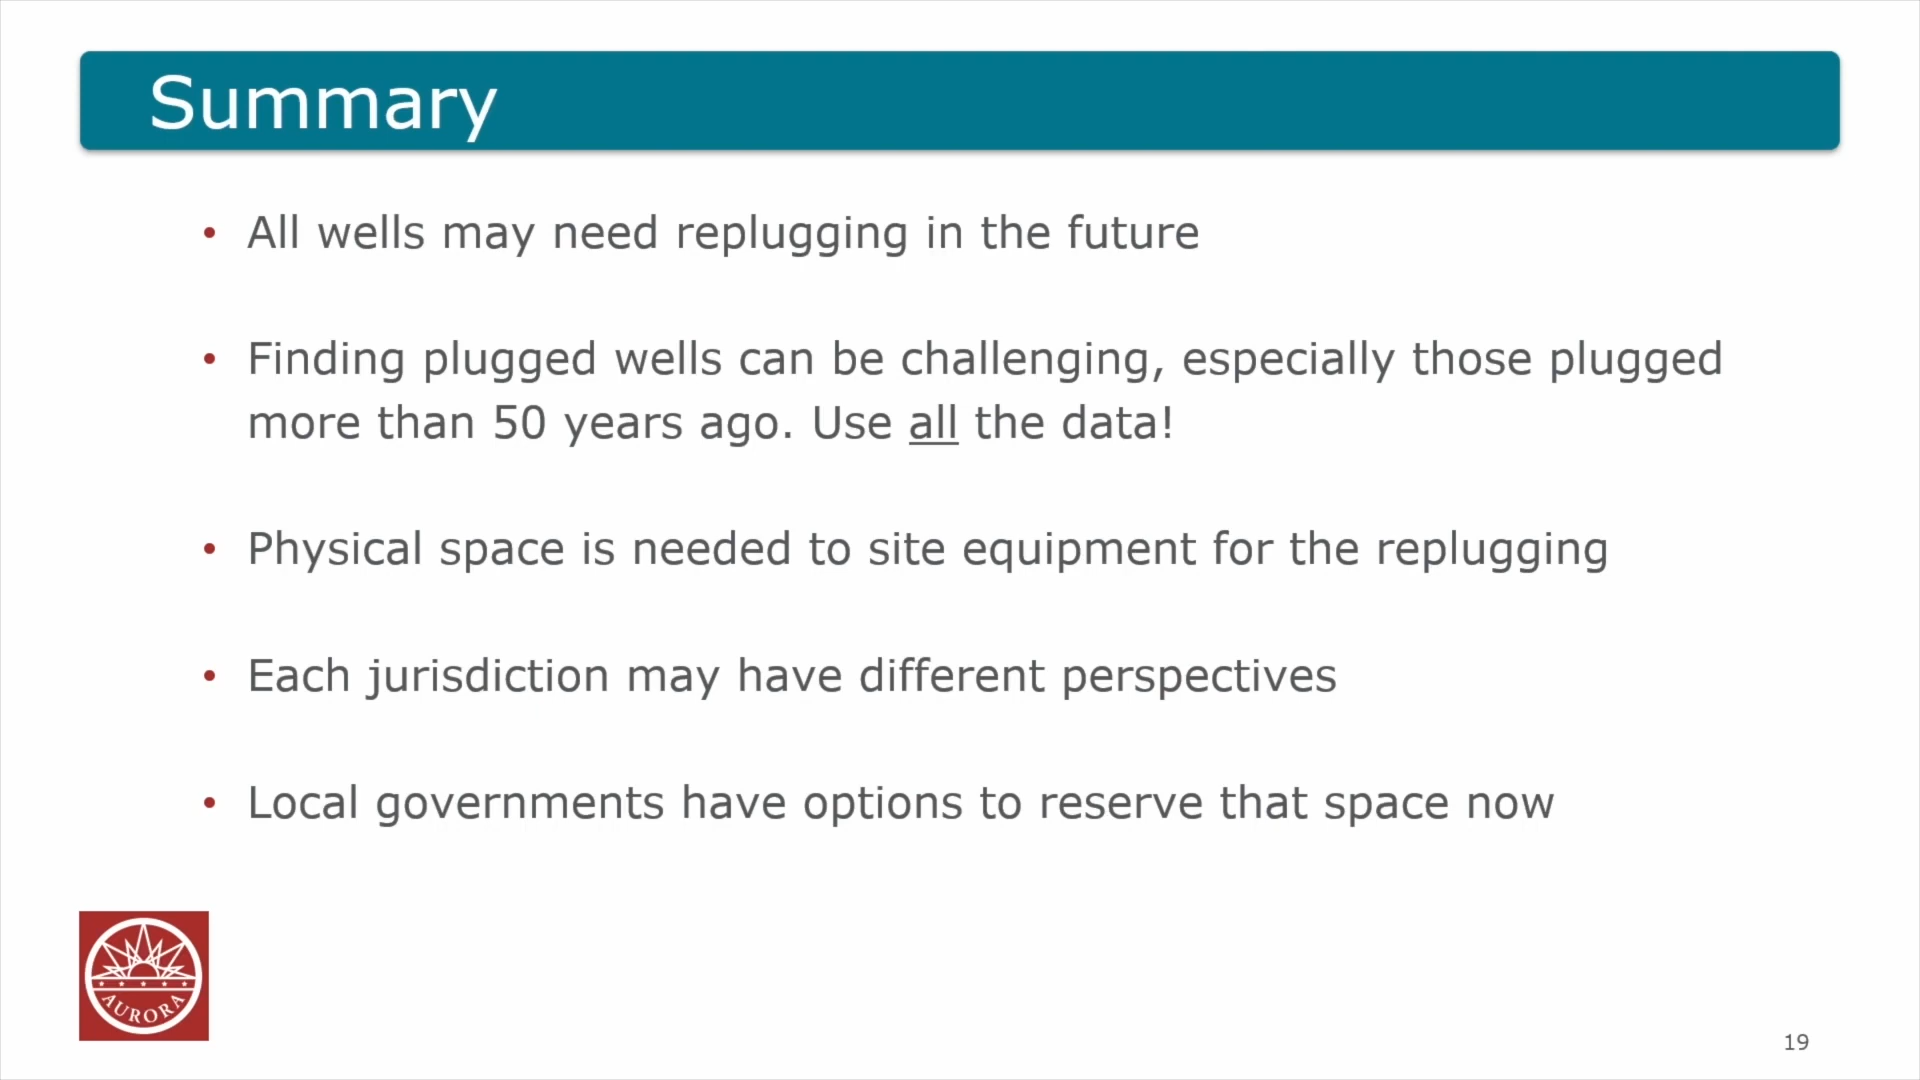 Summary
• All wells may need replugging in the future
• Finding plugged wells can be challenging, especially those plugged
more than 50 years ago. Use all the data!
• Physical space is needed to site equipment for the replugging
• Each jurisdiction may have different perspectives
• Local governments have options to reserve that space now
AURORA
19